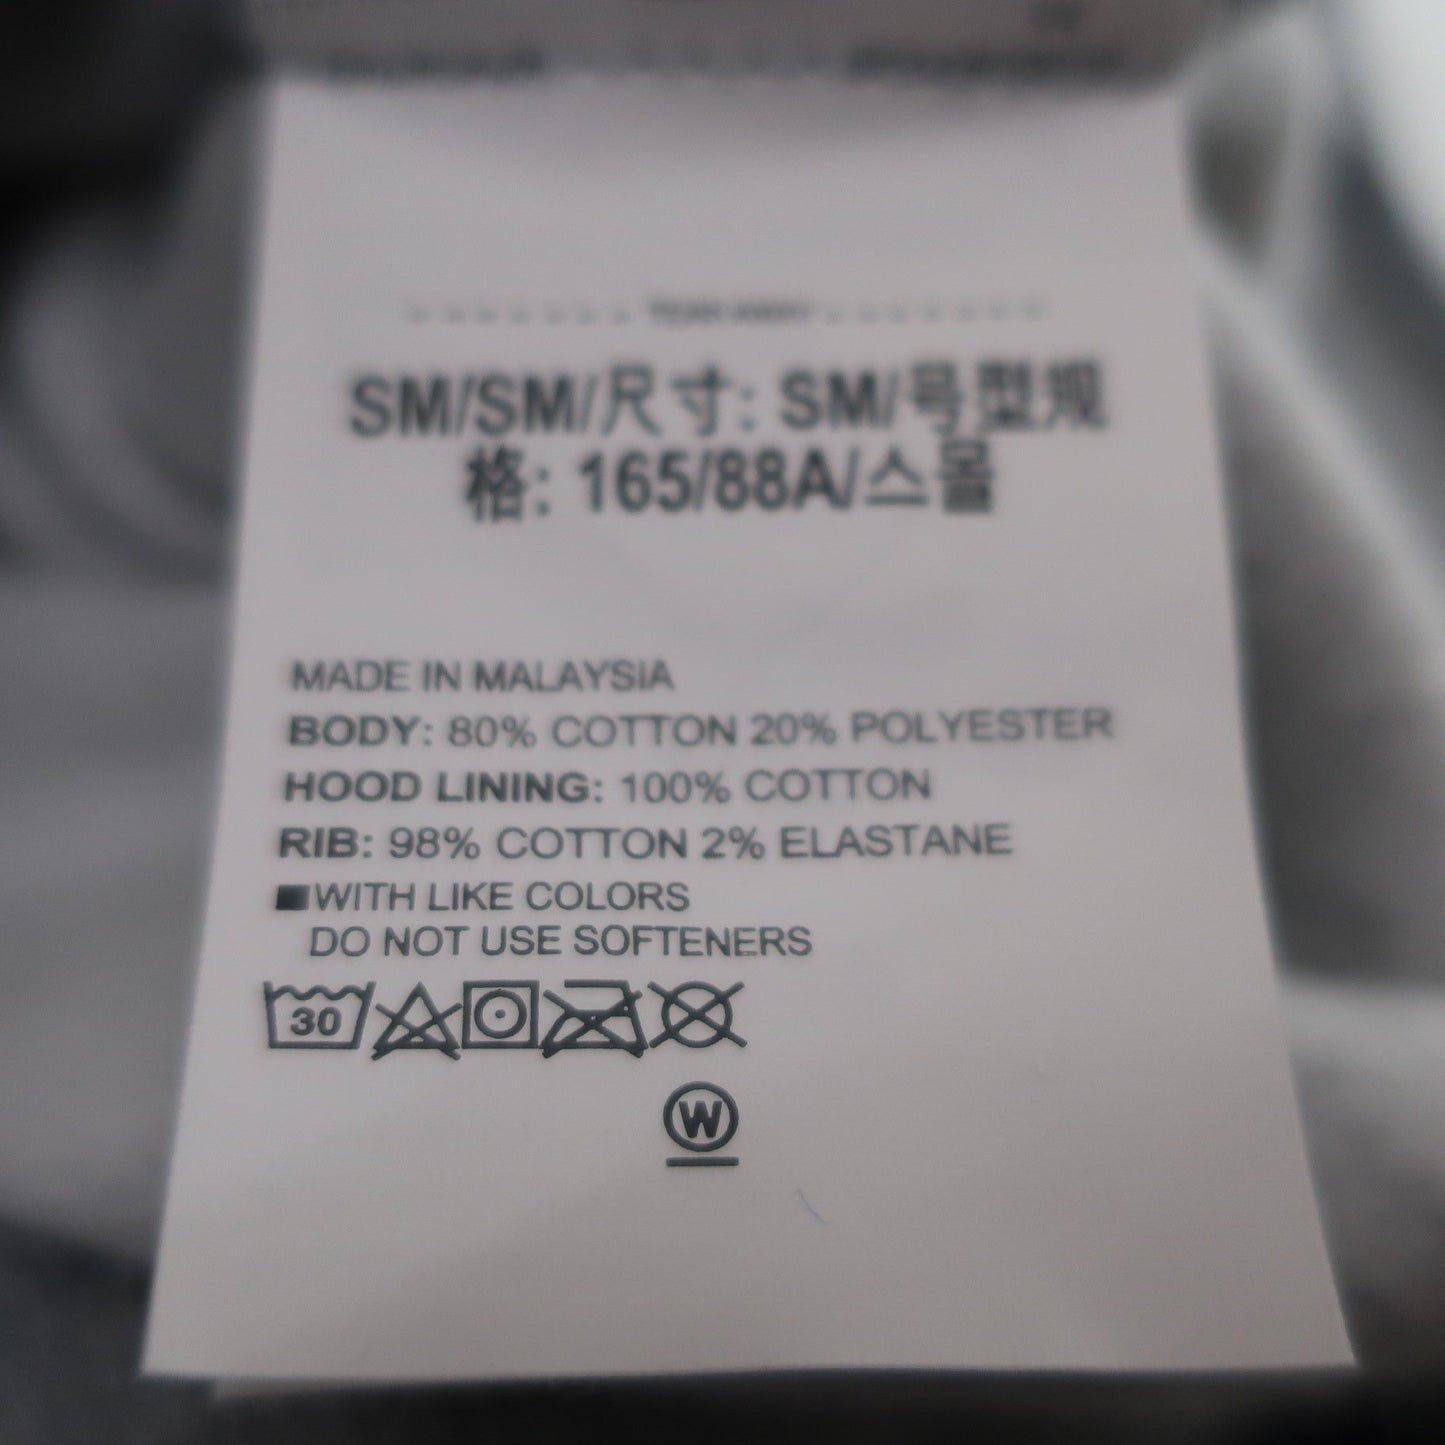 TEAR AWAY
SM/SM/尺寸: SM/号型规
格: 165/88A/스몰
MADE IN MALAYSIA
BODY: 80% COTTON 20% POLYESTER
HOOD LINING: 100% COTTON
RIB: 98% COTTON 2% ELASTANE
WITH LIKE COLORS
DO NOT USE SOFTENERS
30
W